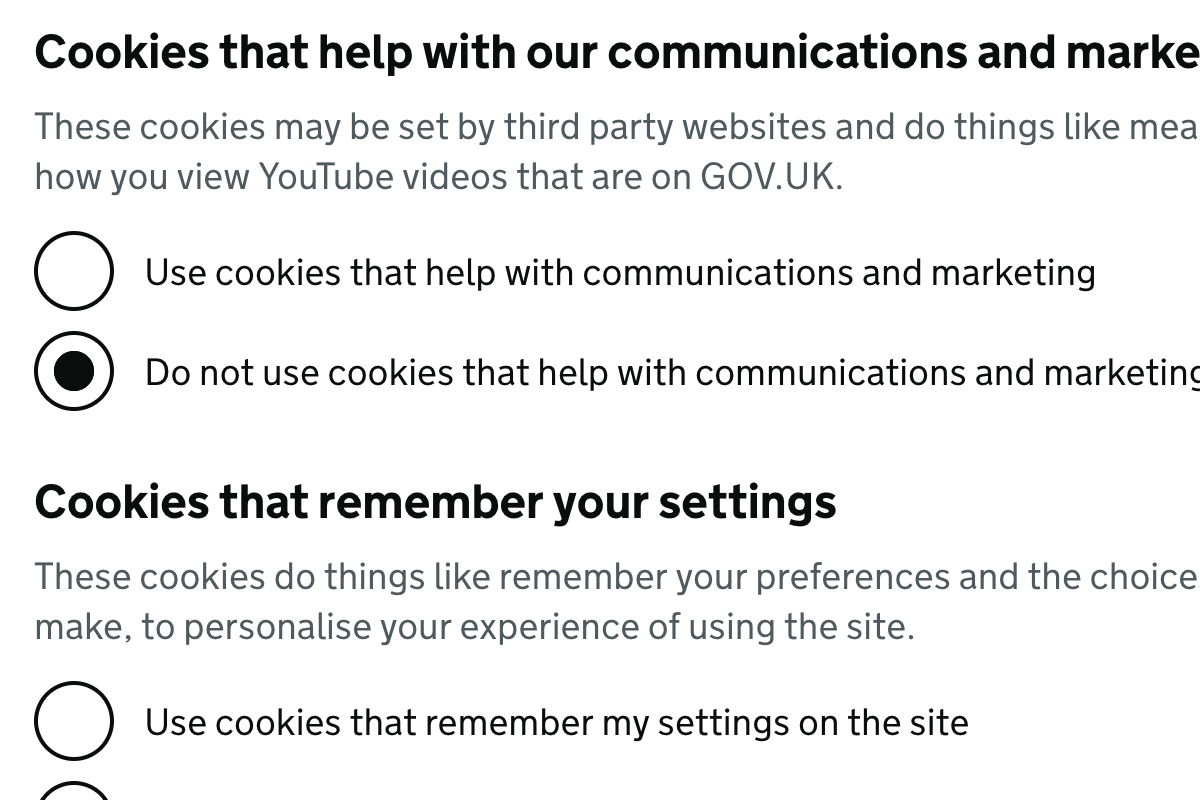 Cookies that help with our communications and marke
These cookies may be set by third party websites and do things like mea
how you view YouTube videos that are on GOV.UK.
Use cookies that help with communications and marketing
Do not use cookies that help with communications and marketing
Cookies that remember your settings
These cookies do things like remember your preferences and the choice
make, to personalise your experience of using the site.
Use cookies that remember my settings on the site